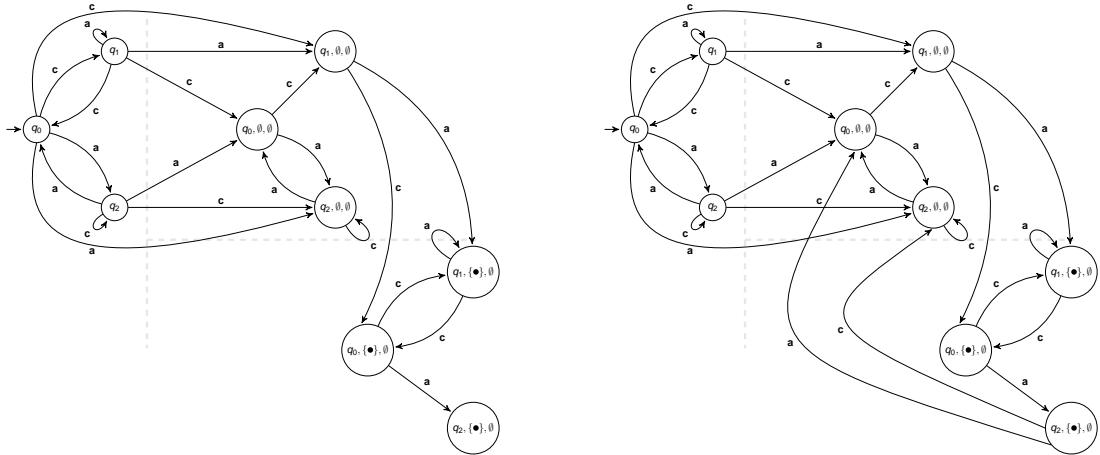 c c
a a
q₁ a q₁,∅,∅ q₁ a q₁,∅,∅
c c c c c c
c a c a
q₀ q₀,∅,∅ q₀ q₀,∅,∅
a a a a a a
a a c a a c
q₂ c q₂,∅,∅ q₂ c q₂,∅,∅
c c a c c a
a a
q₁,{●},∅ q₁,{●},∅
c c
c c c
a
q₀,{●},∅ q₀,{●},∅
a a
q₂,{●},∅ q₂,{●},∅